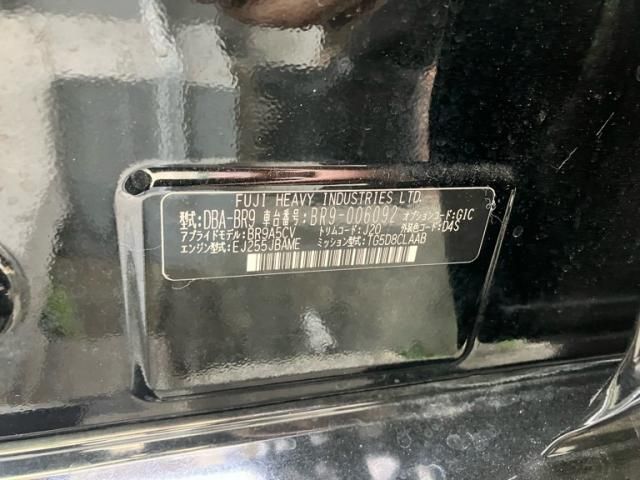 FUJI HEAVY INDUSTRIES LTD.
型式:DBA-BR9 車台番号:BR9-006092 オプションコード:GIC
アプライドモデル:BR9A5CV トリムコード:J20 外装色コード:D4S
エンジン型式:EJ255JBAME ミッション型式:TG5D8CLAAB